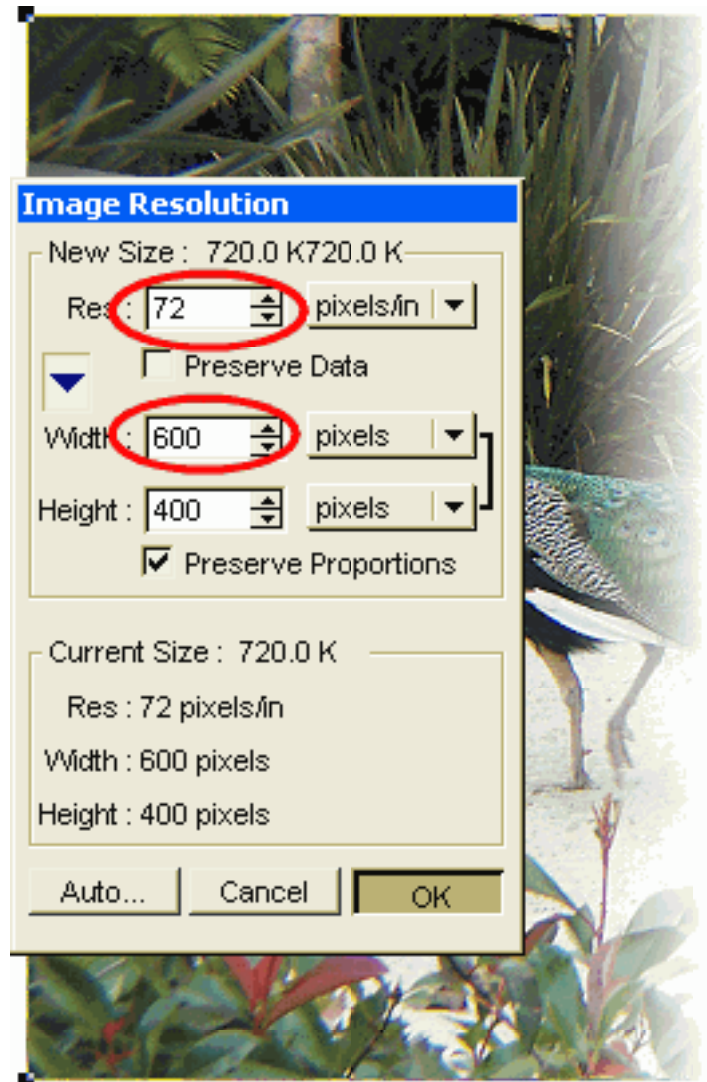 Image Resolution
New Size : 720.0 K720.0 K
Res : 72 pixels/in
Preserve Data
Width : 600 pixels
Height : 400 pixels
Preserve Proportions
Current Size : 720.0 K
Res : 72 pixels/in
Width : 600 pixels
Height : 400 pixels
Auto... Cancel OK